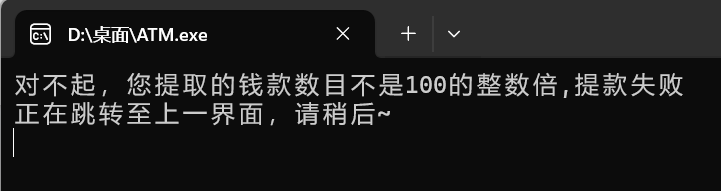 D:\桌面\ATM.exe
对不起，您提取的钱款数目不是100的整数倍,提款失败
正在跳转至上一界面，请稍后~